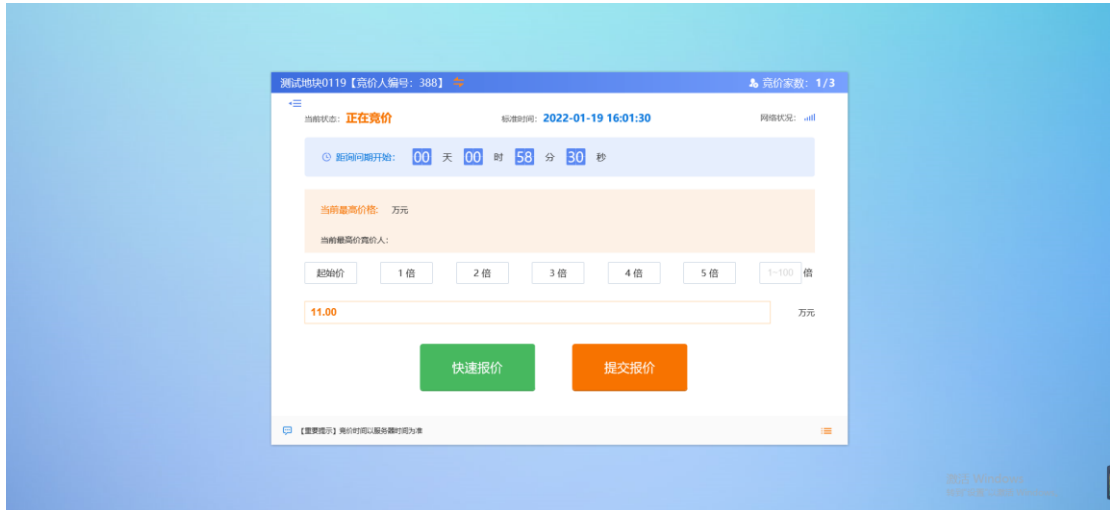 测试地块0119【竞价人编号：388】 竞价家数：1/3
当前状态：正在竞价 标准时间：2022-01-19 16:01:30 网络状况：
距询问期开始： 00 天 00 时 58 分 30 秒
当前最高价格： 万元
当前最高价竞价人：
起始价 1 倍 2 倍 3 倍 4 倍 5 倍 1~100 倍
11.00 万元
快速报价 提交报价
【重要提示】竞价时间以服务器时间为准
激活 Windows